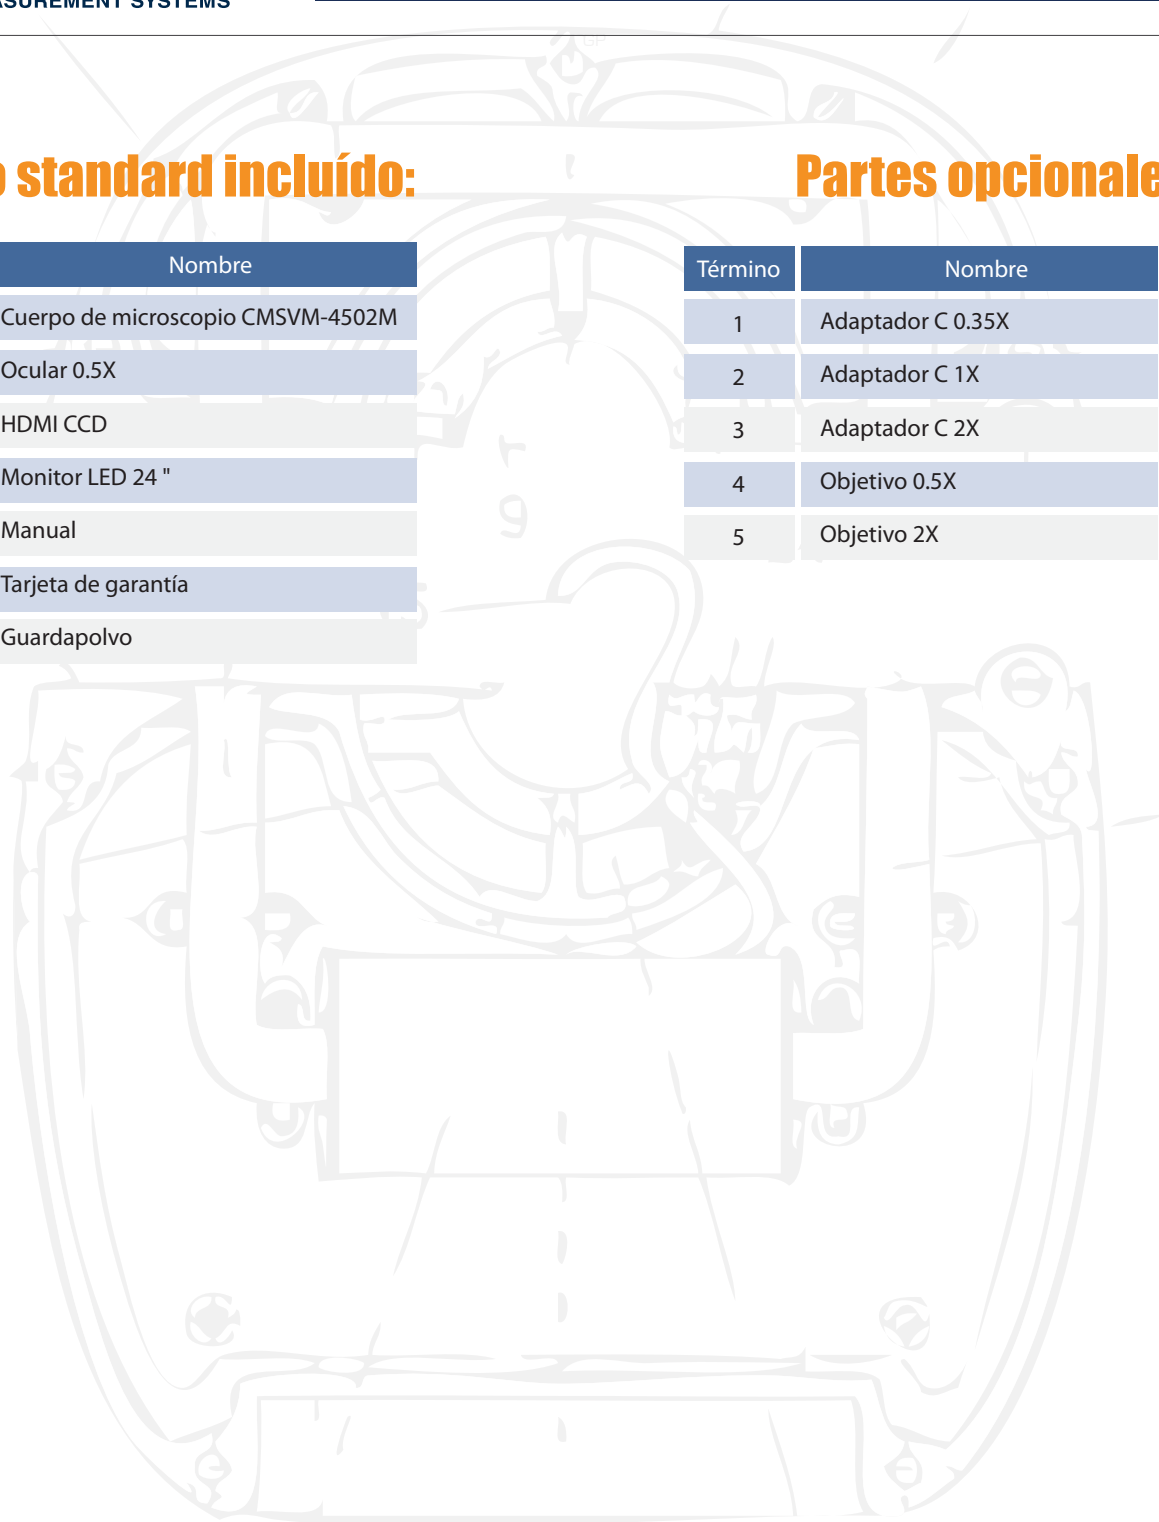 ASUREMENT SYSTEMS
GP
o standard incluído:
Nombre
Cuerpo de microscopio CMSVM-4502M
Ocular 0.5X
HDMI CCD
Monitor LED 24 "
Manual
Tarjeta de garantía
Guardapolvo
Partes opcionale
Término Nombre
1 Adaptador C 0.35X
2 Adaptador C 1X
3 Adaptador C 2X
4 Objetivo 0.5X
5 Objetivo 2X